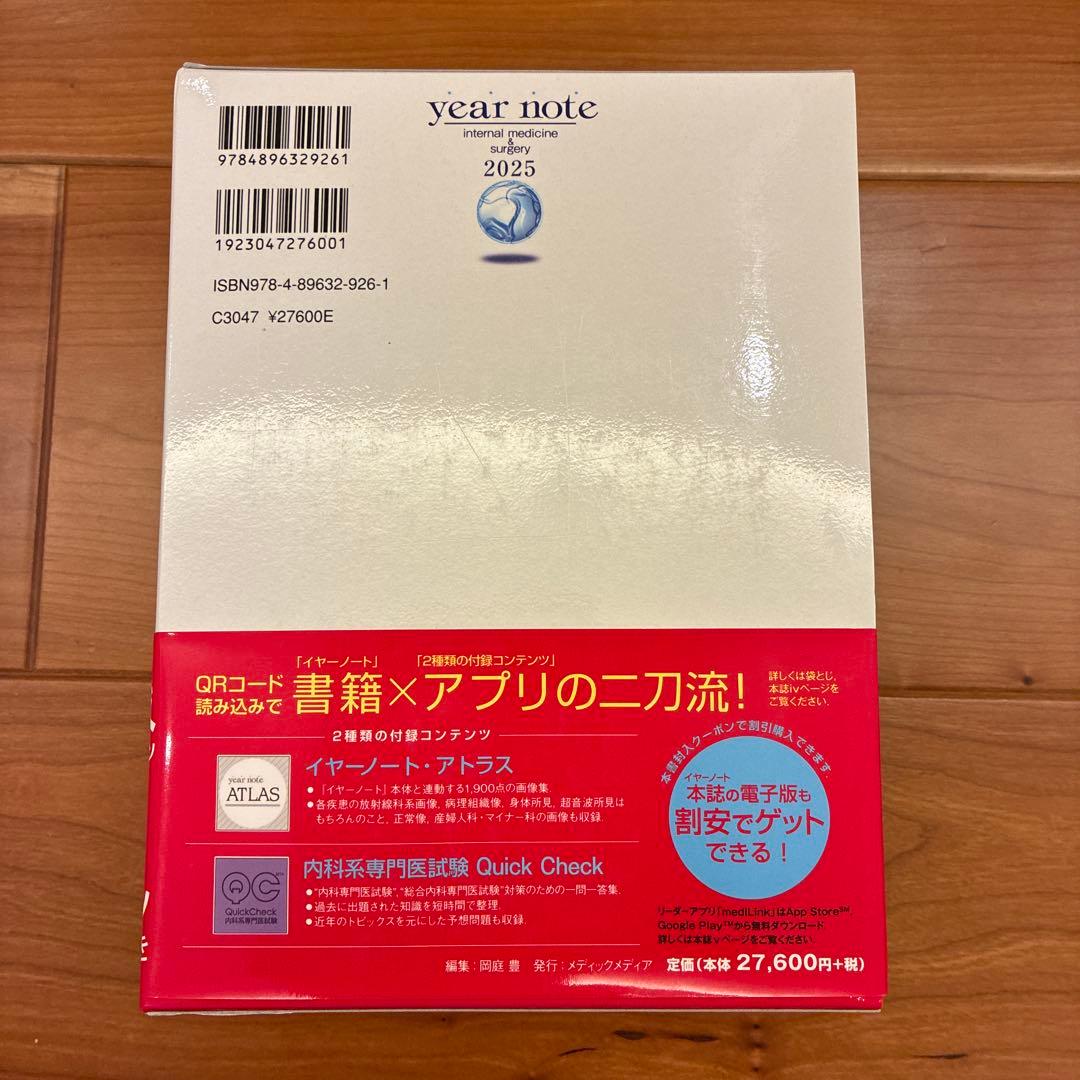 year note
internal medicine
&
surgery
2025
9784896329261
1923047276001
ISBN978-4-89632-926-1
C3047 ¥27600E
QRコード
読み込みで
「イヤーノート」
書籍×アプリの二刀流!
「2種類の付録コンテンツ」
詳しくは袋とじ,
本誌ivページを
ご覧ください.
2種類の付録コンテンツ
year note
ATLAS
イヤーノート・アトラス
●「イヤーノート」本体と連動する1,900点の画像集.
●各疾患の放射線科系画像, 病理組織像, 身体所見, 超音波所見は
もちろんのこと, 正常像, 産婦人科・マイナー科の画像も収録.
QC
QuickCheck
内科系専門医試験
内科系専門医試験 Quick Check
●“内科専門医試験”, “総合内科専門医試験”対策のための一問一答集.
●過去に出題された知識を短時間で整理.
●近年のトピックスを元にした予想問題も収録.
本書封入クーポンで割引購入できます.
イヤーノート
本誌の電子版も
割安でゲット
できる!
リーダーアプリ「medILink」はApp StoreSM,
Google Play™から無料ダウンロード.
詳しくは本誌vページをご覧ください.
編集:岡庭 豊 発行:メディックメディア 定価(本体 27,600円+税)